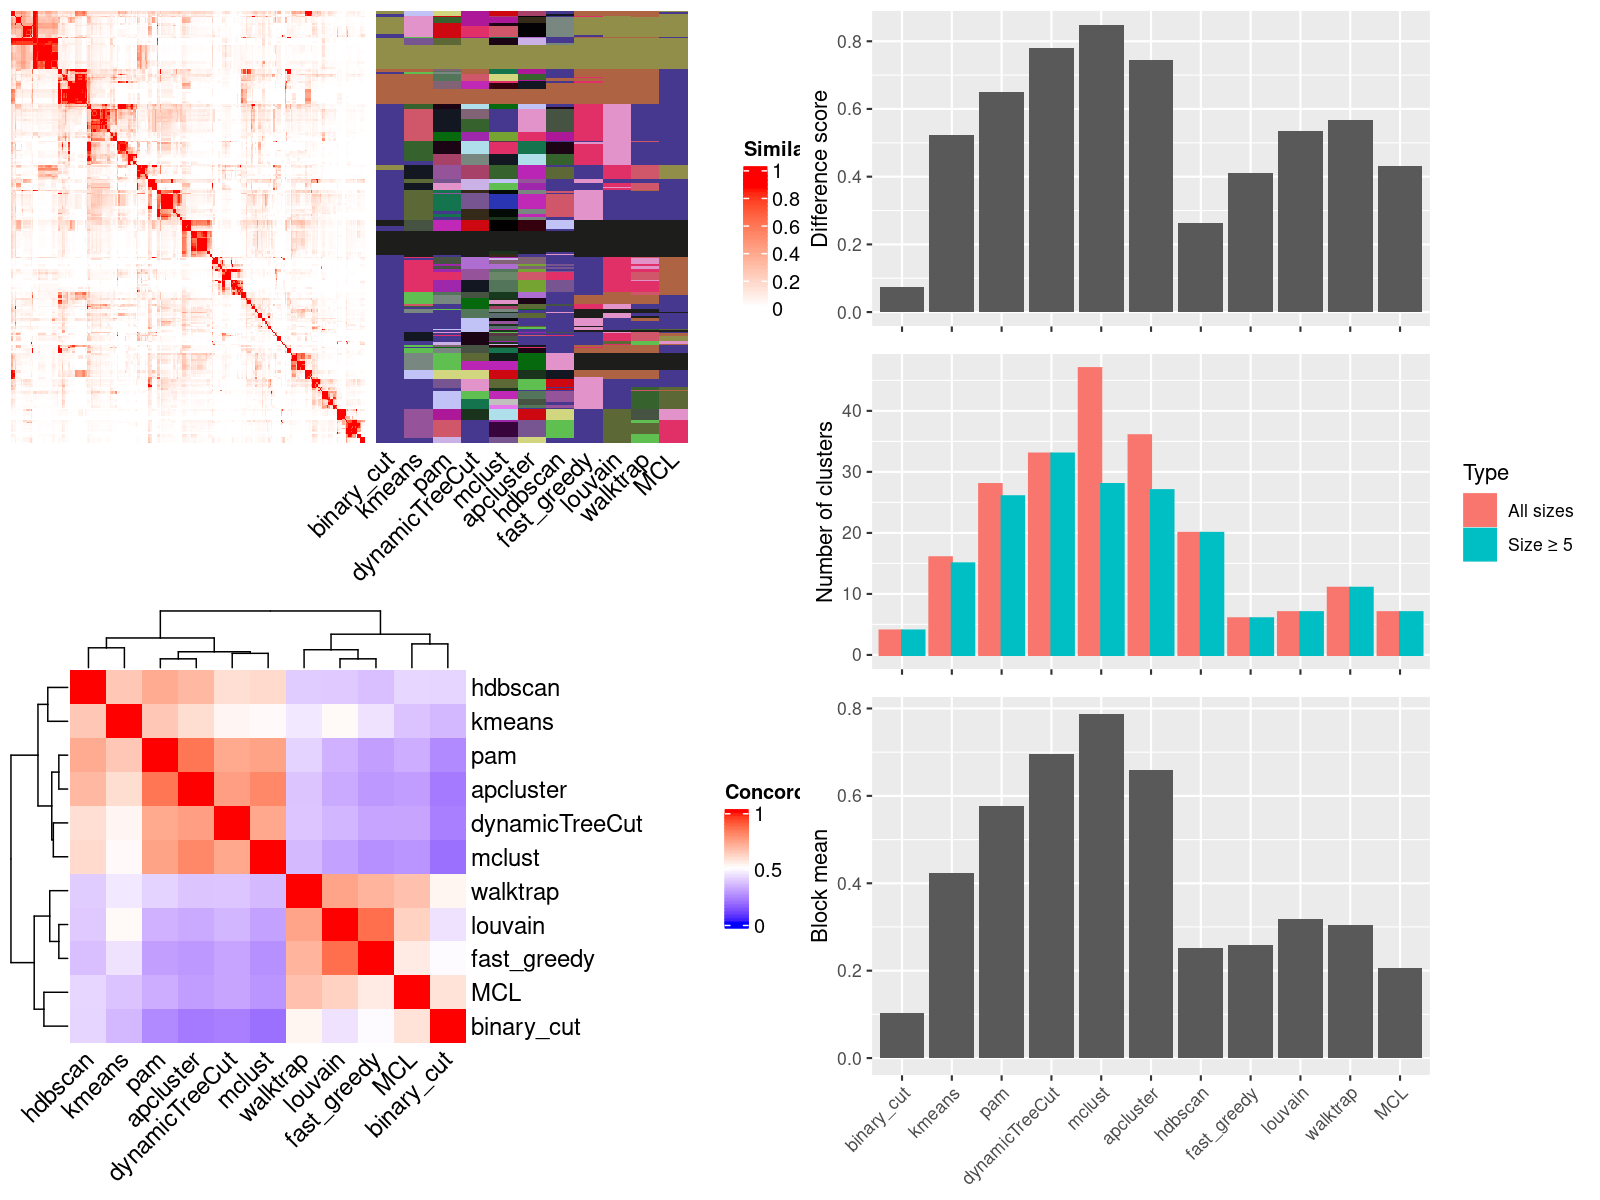 Simila
1
0.8
0.6
0.4
0.2
0
binary_cut
kmeans
pam
dynamicTreeCut
mclust
apcluster
hdbscan
fast_greedy
louvain
walktrap
MCL
hdbscan
kmeans
pam
apcluster
dynamicTreeCut
mclust
walktrap
louvain
fast_greedy
MCL
binary_cut
hdbscan
kmeans
pam
apcluster
dynamicTreeCut
mclust
walktrap
louvain
fast_greedy
MCL
binary_cut
Concord
1
0.5
0
Difference score
0.8
0.6
0.4
0.2
0.0
Number of clusters
40
30
20
10
0
Type
All sizes
Size ≥ 5
Block mean
0.8
0.6
0.4
0.2
0.0
binary_cut
kmeans
pam
dynamicTreeCut
mclust
apcluster
hdbscan
fast_greedy
louvain
walktrap
MCL